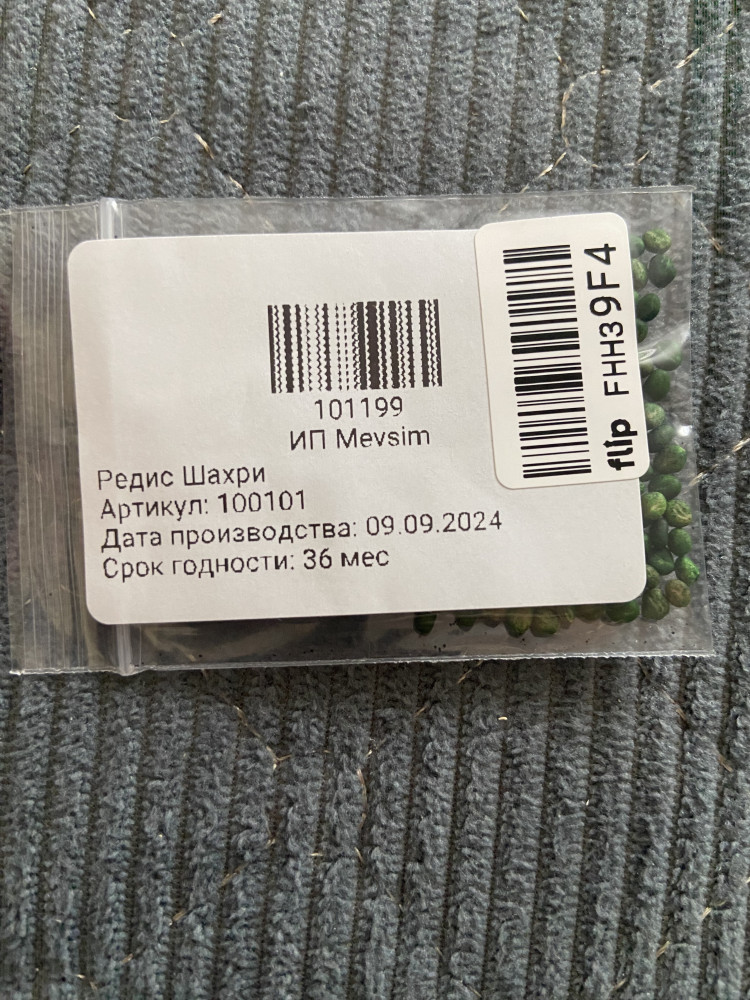 101199
ИП Mevsim
Редис Шахри
Артикул: 100101
Дата производства: 09.09.2024
Срок годности: 36 мес
flip FHH39F4